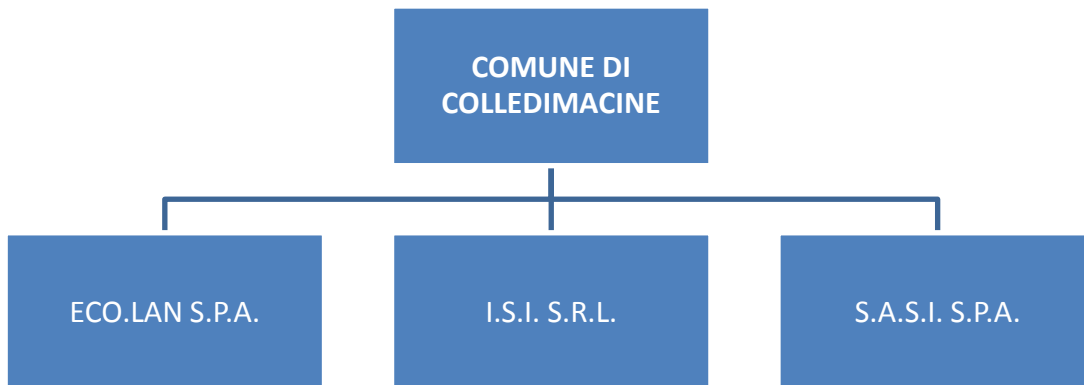 COMUNE DI
COLLEDIMACINE
ECO.LAN S.P.A.
I.S.I. S.R.L.
S.A.S.I. S.P.A.